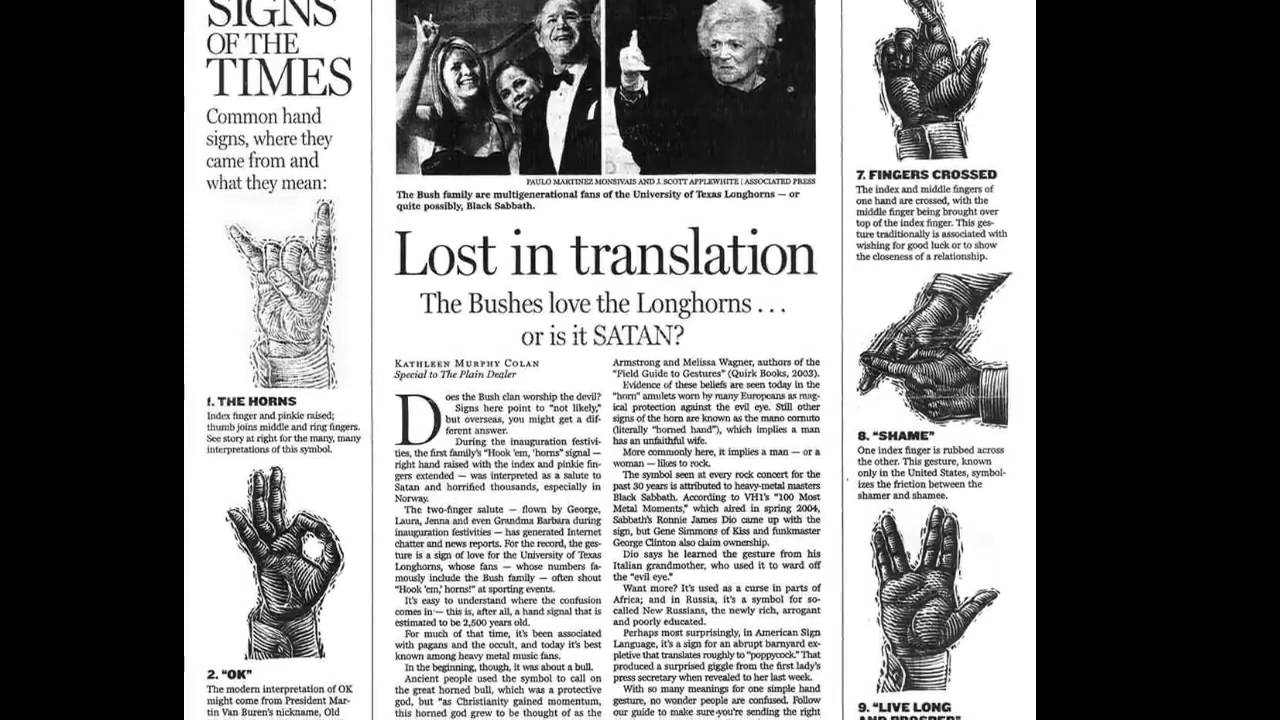 SIGNS
OF THE
TIMES
Common hand
signs, where they
came from and
what they mean:
1. THE HORNS
Index finger and pinkie raised;
thumb joins middle and ring fingers.
See story at right for the many, many
interpretations of this symbol.
2. "OK"
The modern interpretation of OK
might come from President Mar-
tin Van Buren's nickname, Old
PAULO MARTINEZ MONSIVAIS AND J. SCOTT APPLEWHITE | ASSOCIATED PRESS
The Bush family are multigenerational fans of the University of Texas Longhorns — or
quite possibly, Black Sabbath.
Lost in translation
The Bushes love the Longhorns . . .
or is it SATAN?
KATHLEEN MURPHY COLAN
Special to The Plain Dealer
Does the Bush clan worship the devil?
Signs here point to "not likely,"
but overseas, you might get a dif-
ferent answer.
During the inauguration festivi-
ties, the first family's "Hook 'em, 'horns" signal —
right hand raised with the index and pinkie fin-
gers extended — was interpreted as a salute to
Satan and horrified thousands, especially in
Norway.
The two-finger salute — flown by George,
Laura, Jenna and even Grandma Barbara during
inauguration festivities — has generated Internet
chatter and news reports. For the record, the ges-
ture is a sign of love for the University of Texas
Longhorns, whose fans — whose numbers fa-
mously include the Bush family — often shout
"Hook 'em,' horns!" at sporting events.
It's easy to understand where the confusion
comes in — this is, after all, a hand signal that is
estimated to be 2,500 years old.
For much of that time, it's been associated
with pagans and the occult, and today it's best
known among heavy metal music fans.
In the beginning, though, it was about a bull.
Ancient people used the symbol to call on
the great horned bull, which was a protective
god, but "as Christianity gained momentum,
this horned god grew to be thought of as the
Armstrong and Melissa Wagner, authors of the
"Field Guide to Gestures" (Quirk Books, 2003).
Evidence of these beliefs are seen today in the
"horn" amulets worn by many Europeans as mag-
ical protection against the evil eye. Still other
signs of the horn are known as the mano cornuto
(literally "horned hand"), which implies a man
has an unfaithful wife.
More commonly here, it implies a man — or a
woman — likes to rock.
The symbol seen at every rock concert for the
past 30 years is attributed to heavy-metal masters
Black Sabbath. According to VH1's "100 Most
Metal Moments," which aired in spring 2004,
Sabbath's Ronnie James Dio came up with the
sign, but Gene Simmons of Kiss and funkmaster
George Clinton also claim ownership.
Dio says he learned the gesture from his
Italian grandmother, who used it to ward off
the "evil eye."
Want more? It's used as a curse in parts of
Africa; and in Russia, it's a symbol for so-
called New Russians, the newly rich, arrogant
and poorly educated.
Perhaps most surprisingly, in American Sign
Language, it's a sign for an abrupt barnyard ex-
pletive that translates roughly to "poppycock." That
produced a surprised giggle from the first lady's
press secretary when revealed to her last week.
With so many meanings for one simple hand
gesture, no wonder people are confused. Follow
our guide to make sure you're sending the right
7. FINGERS CROSSED
The index and middle fingers of
one hand are crossed, with the
middle finger being brought over
top of the index finger. This ges-
ture traditionally is associated with
wishing for good luck or to show
the closeness of a relationship.
8. "SHAME"
One index finger is rubbed across
the other. This gesture, known
only in the United States, symbol-
izes the friction between the
shamer and shamee.
9. "LIVE LONG
AND PROSPER"